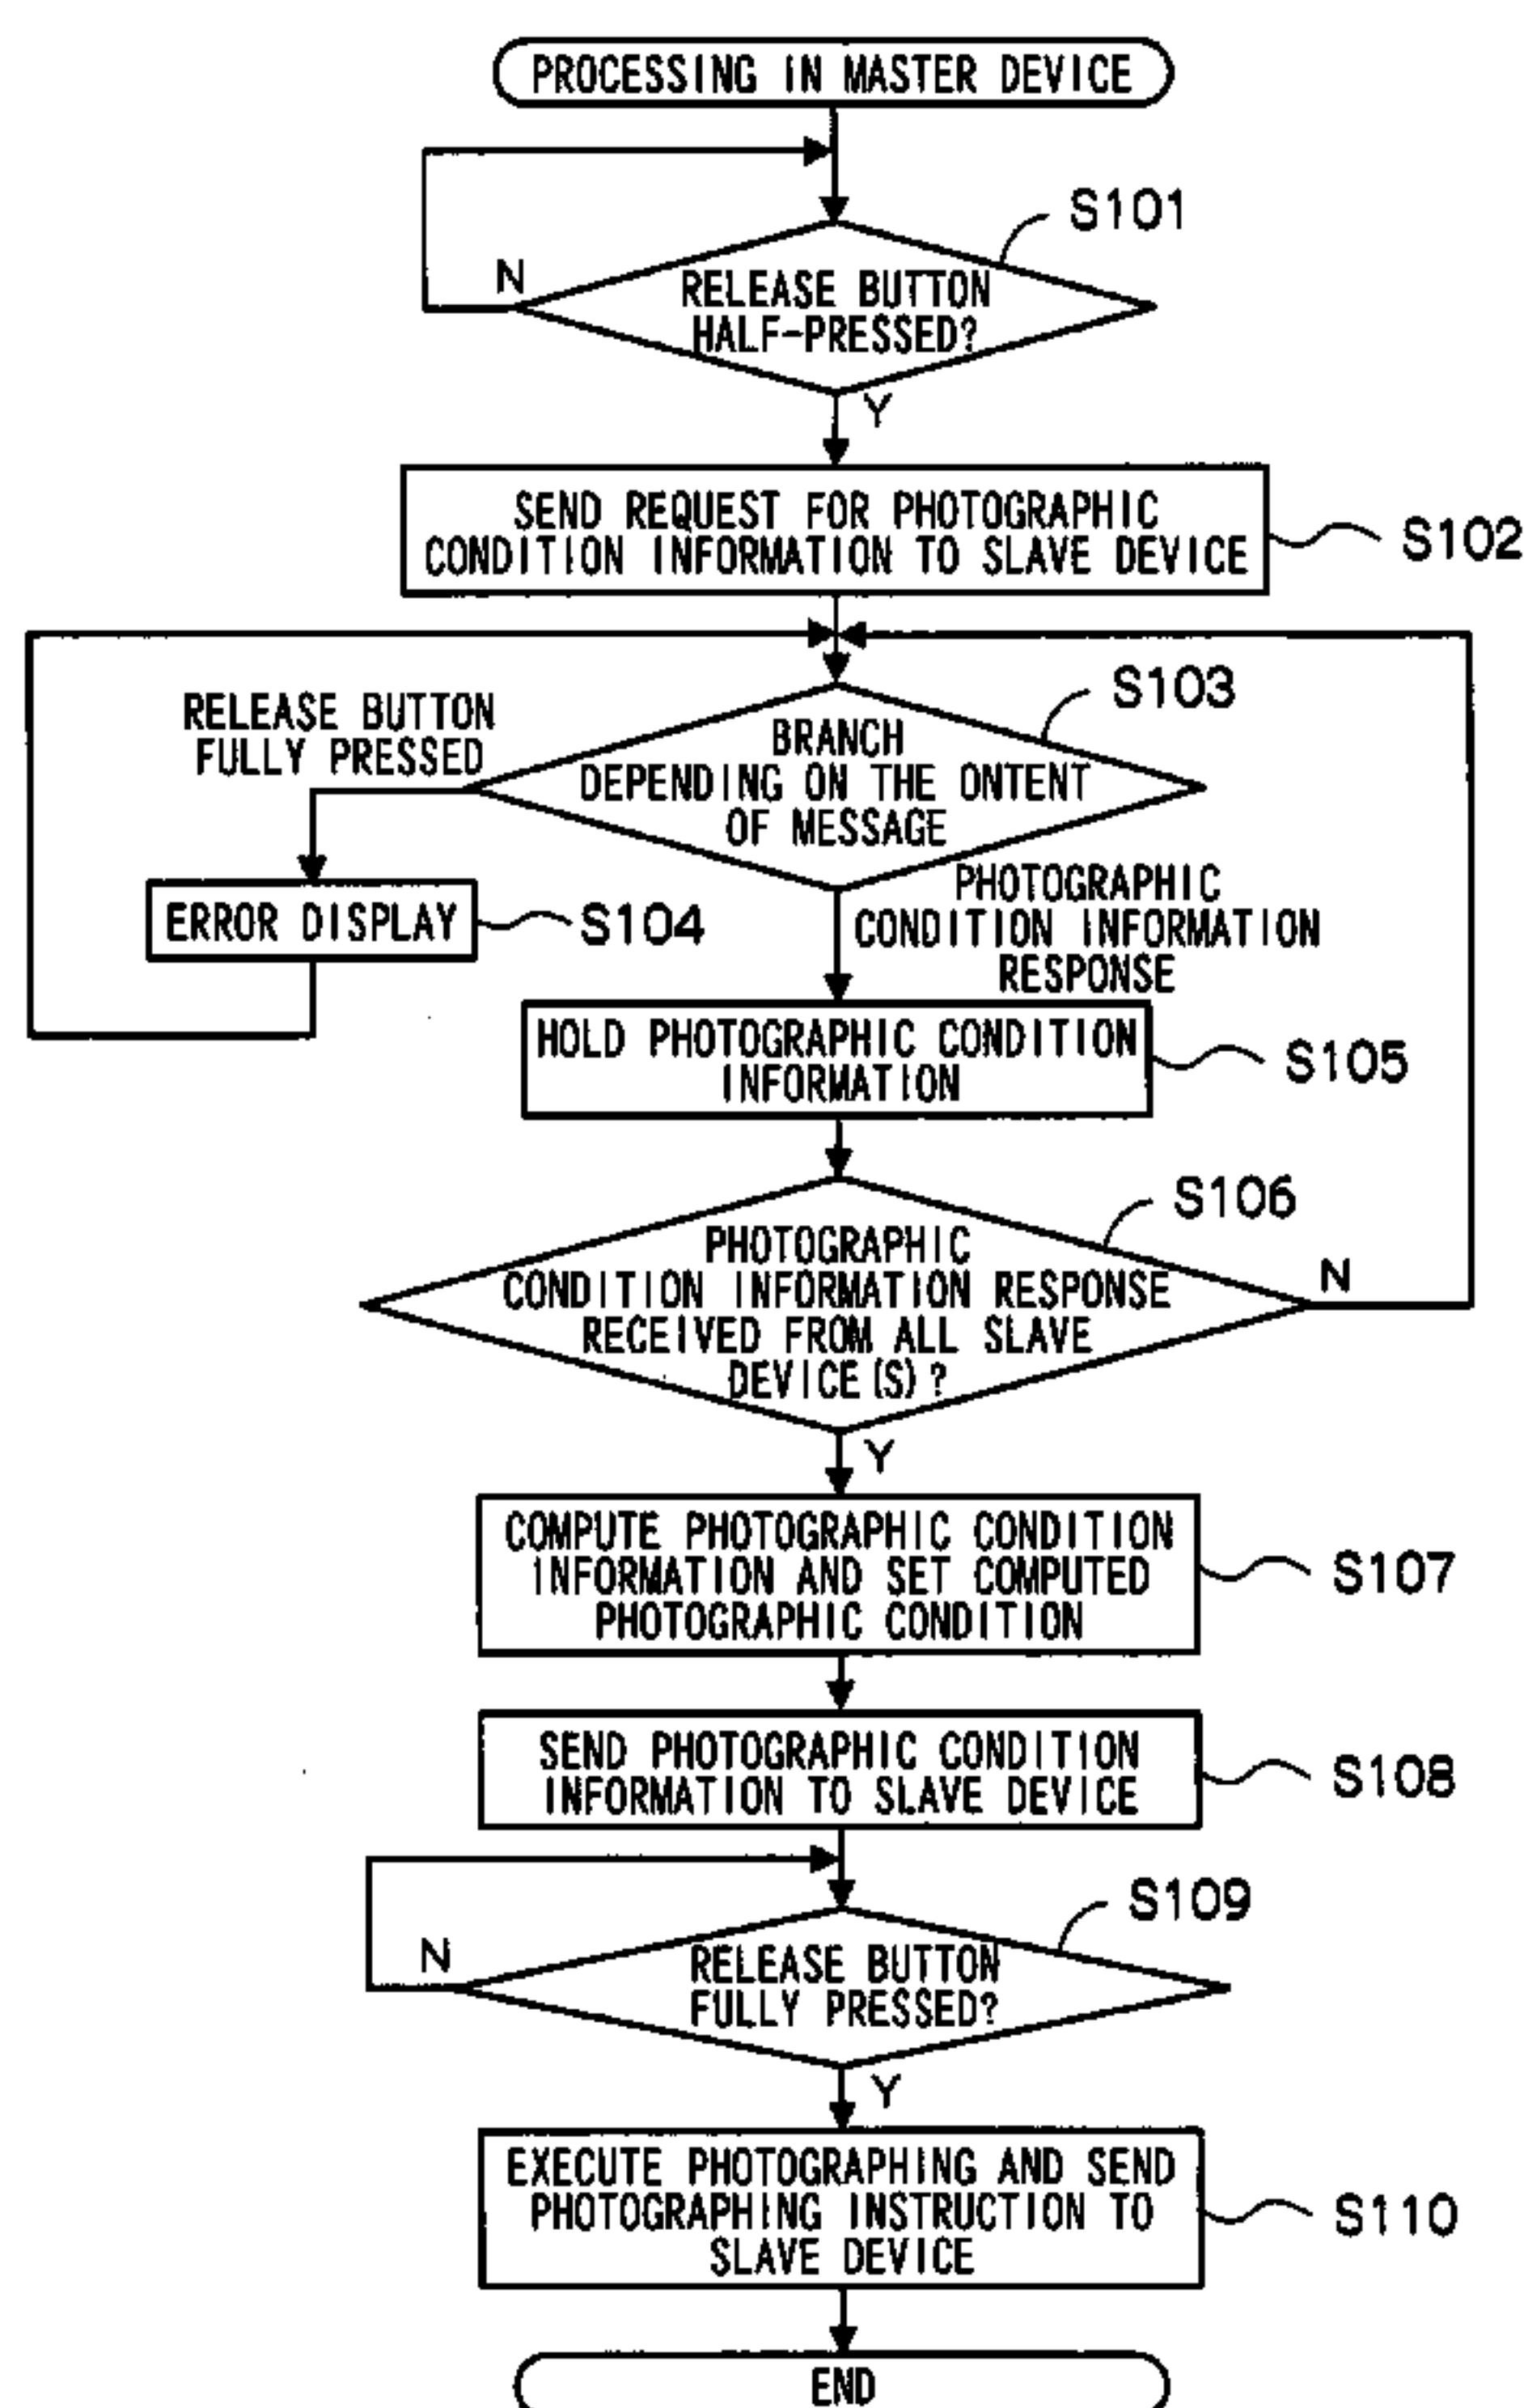 PROCESSING IN MASTER DEVICE
S101
N
RELEASE BUTTON
HALF-PRESSED?
Y
SEND REQUEST FOR PHOTOGRAPHIC
CONDITION INFORMATION TO SLAVE DEVICE
S102
S103
RELEASE BUTTON
FULLY PRESSED
BRANCH
DEPENDING ON THE ONTENT
OF MESSAGE
PHOTOGRAPHIC
CONDITION INFORMATION
RESPONSE
ERROR DISPLAY
S104
HOLD PHOTOGRAPHIC CONDITION
INFORMATION
S105
S106
PHOTOGRAPHIC
CONDITION INFORMATION RESPONSE
RECEIVED FROM ALL SLAVE
DEVICE(S)?
N
Y
COMPUTE PHOTOGRAPHIC CONDITION
INFORMATION AND SET COMPUTED
PHOTOGRAPHIC CONDITION
S107
SEND PHOTOGRAPHIC CONDITION
INFORMATION TO SLAVE DEVICE
S108
S109
N
RELEASE BUTTON
FULLY PRESSED?
Y
EXECUTE PHOTOGRAPHING AND SEND
PHOTOGRAPHING INSTRUCTION TO
SLAVE DEVICE
S110
END